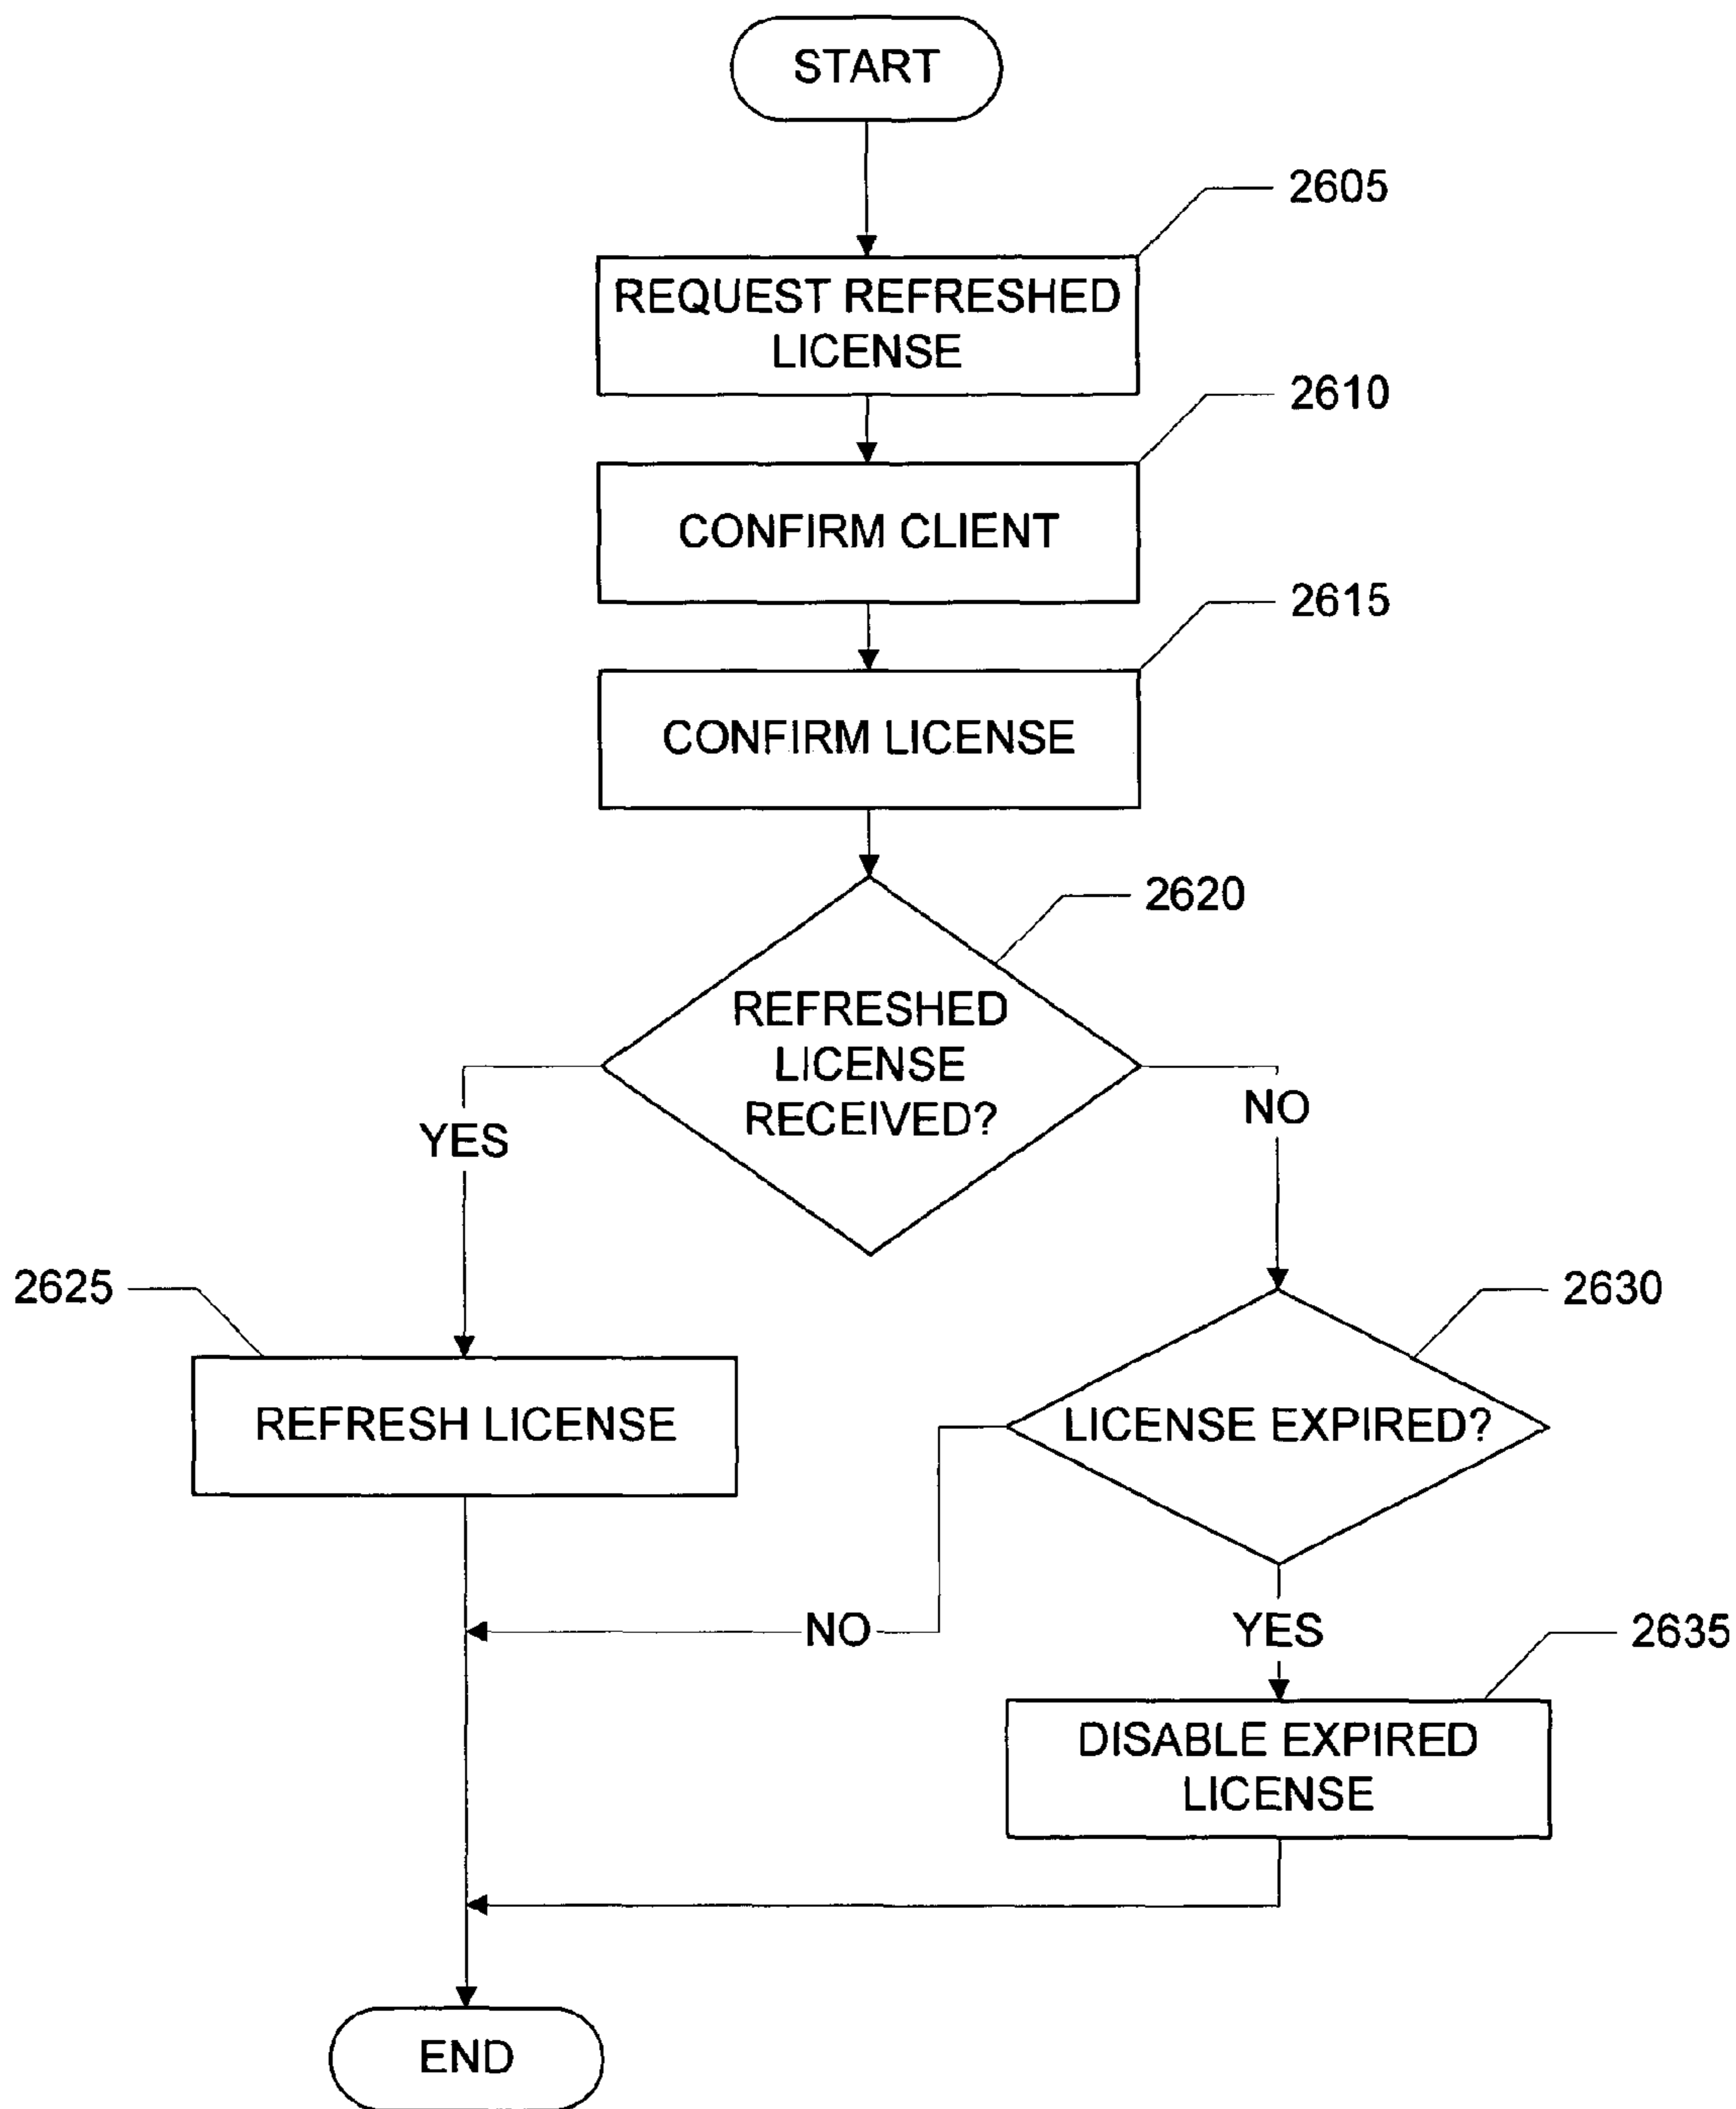 START
2605
REQUEST REFRESHED
LICENSE
2610
CONFIRM CLIENT
2615
CONFIRM LICENSE
2620
REFRESHED
LICENSE
RECEIVED?
YES
NO
2625
REFRESH LICENSE
2630
LICENSE EXPIRED?
NO
YES
2635
DISABLE EXPIRED
LICENSE
END